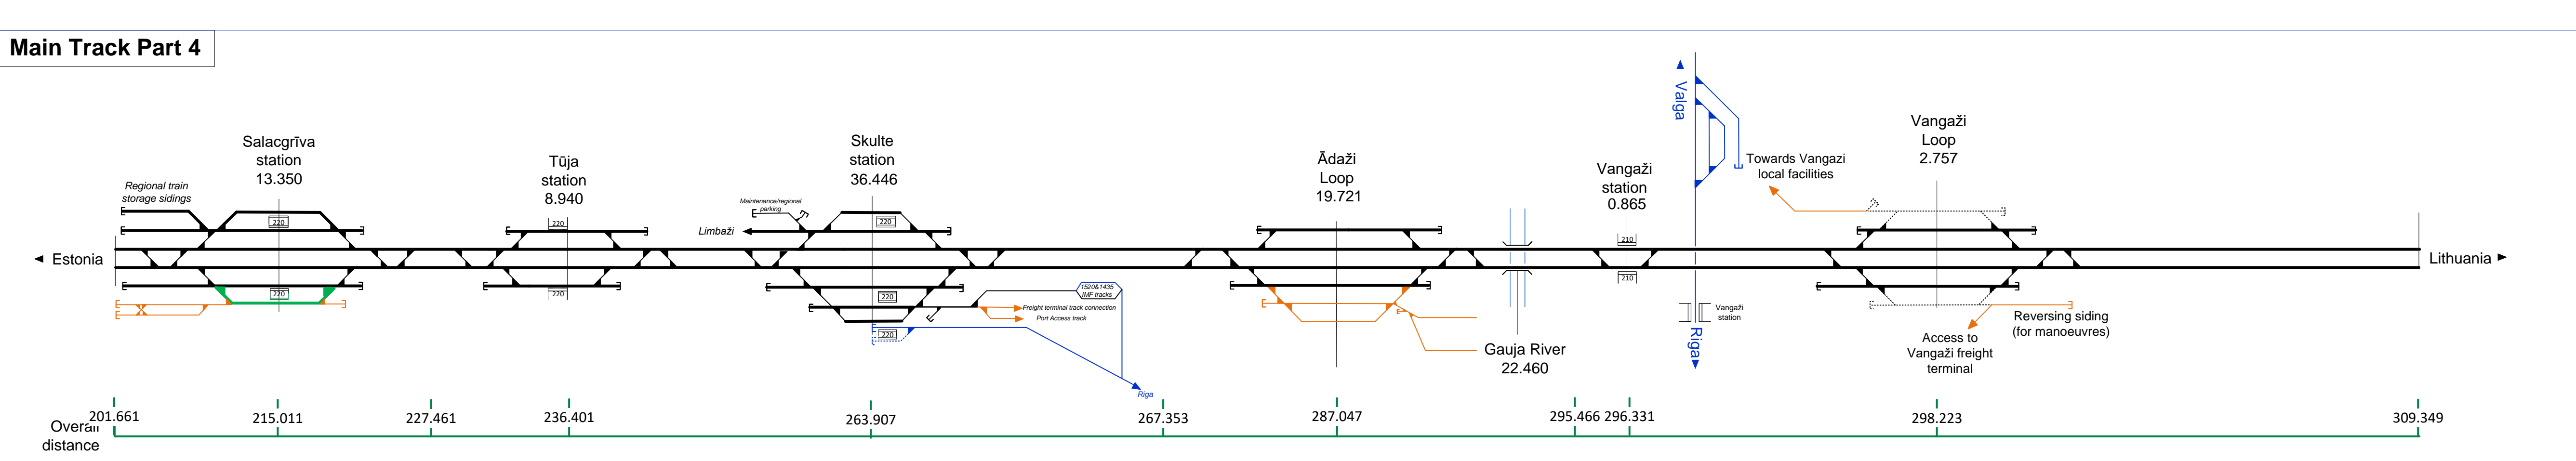 Main Track Part 4
Salacgrīva
station
13.350
Tūja
station
8.940
Skulte
station
36.446
Ādaži
Loop
19.721
Vangaži
station
0.865
Valga
Vangaži
Loop
2.757
Towards Vangazi
local facilities
Regional train
storage sidings
Maintenance/regional
parking
Limbaži
220
220
220
210
Estonia
Lithuania
220
220
220
220
210
1520&1435
IMF tracks
Freight terminal track connection
Port Access track
Riga
Gauja River
22.460
Vangaži
station
Riga
Access to
Vangaži freight
terminal
Reversing siding
(for manoeuvres)
Overall
distance
201.661
215.011
227.461
236.401
263.907
267.353
287.047
295.466
296.331
298.223
309.349